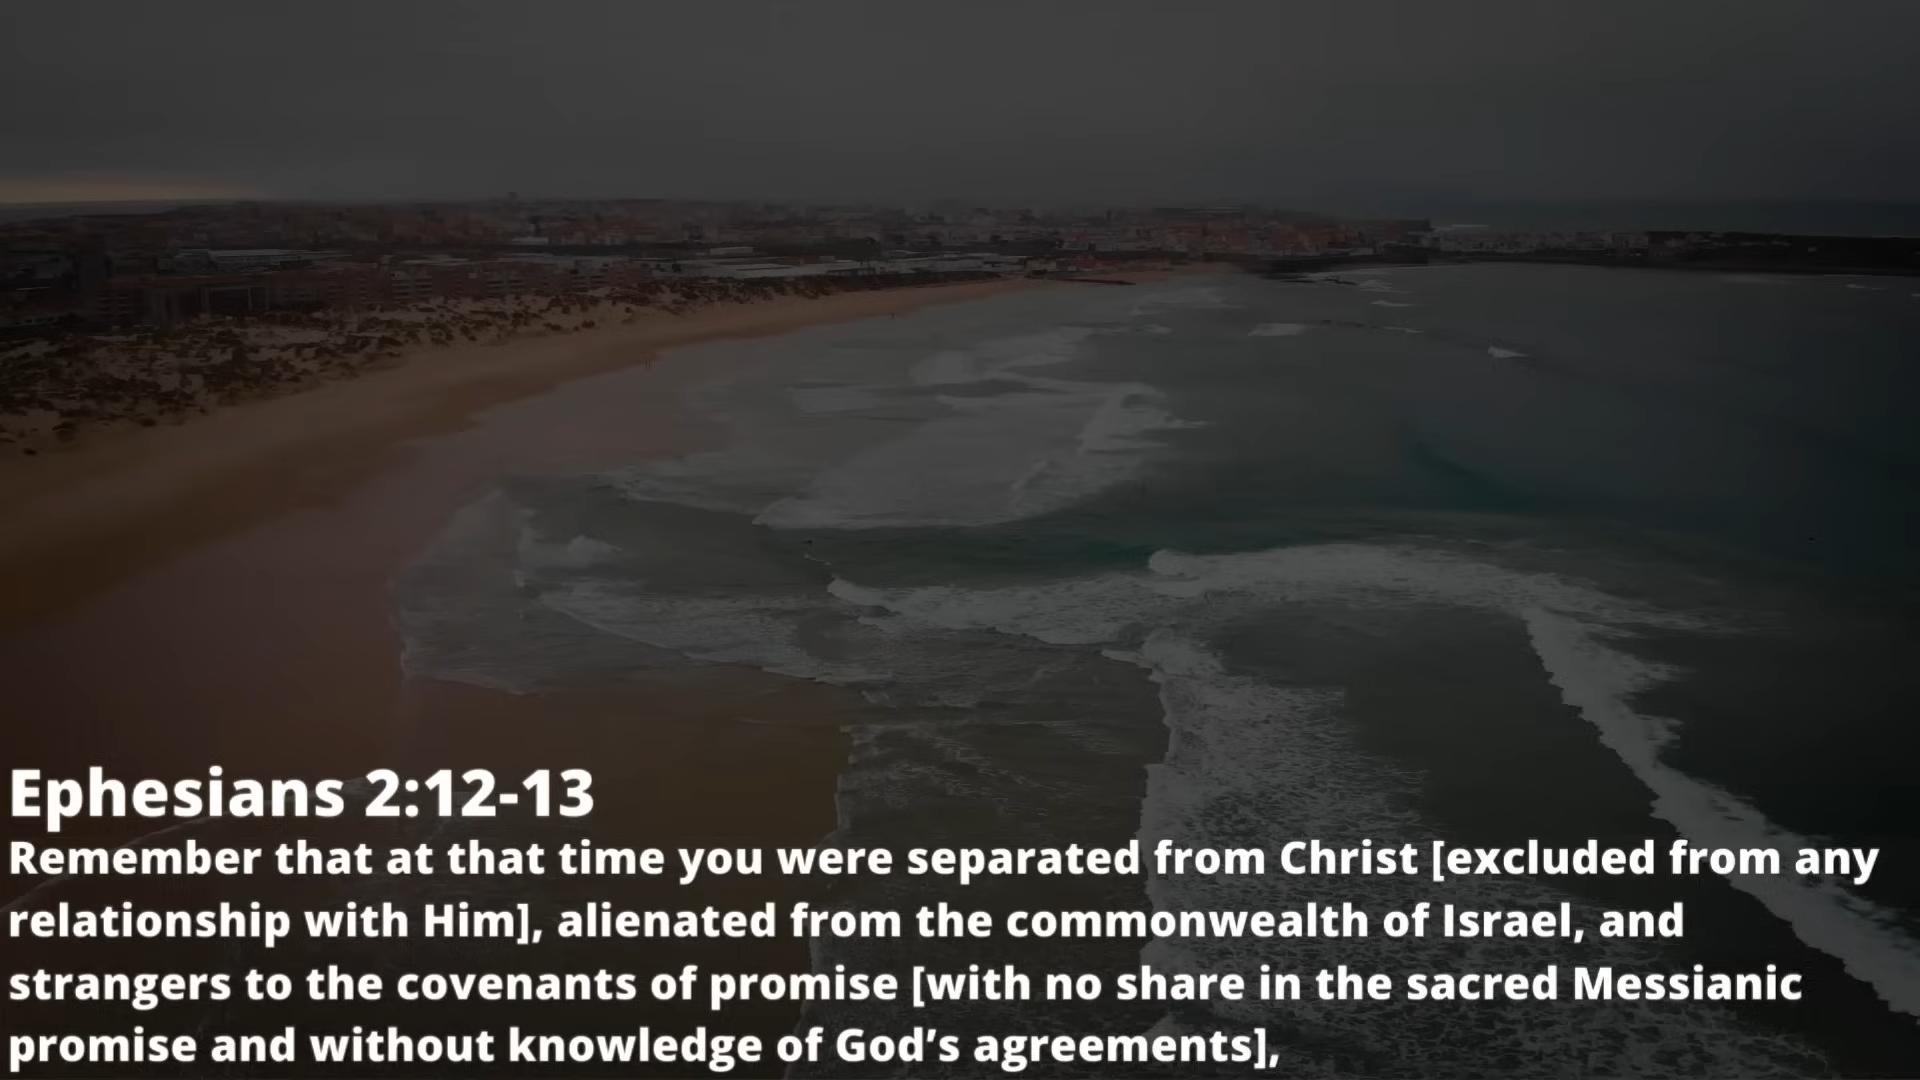 Ephesians 2:12-13
Remember that at that time you were separated from Christ [excluded from any
relationship with Him], alienated from the commonwealth of Israel, and
strangers to the covenants of promise [with no share in the sacred Messianic
promise and without knowledge of God’s agreements],